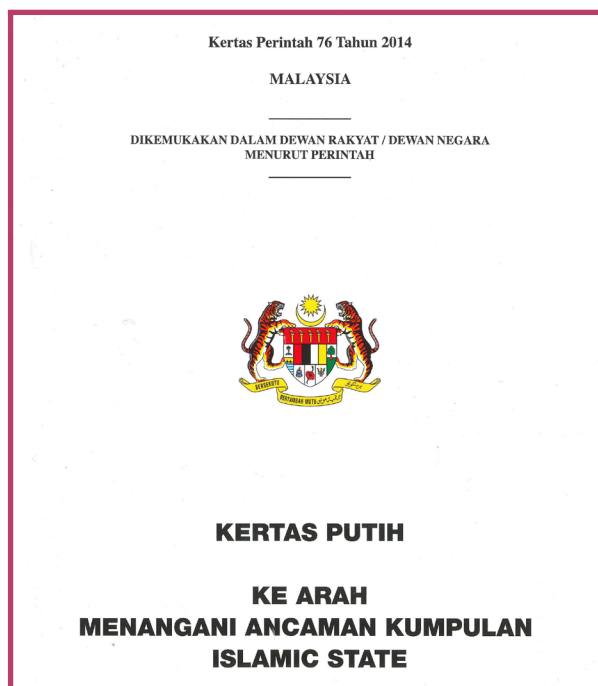 Kertas Perintah 76 Tahun 2014
MALAYSIA
DIKEMUKAKAN DALAM DEWAN RAKYAT / DEWAN NEGARA
MENURUT PERINTAH
BERSEKUTU
BERTAMBAH MUTU
KERTAS PUTIH
KE ARAH
MENANGANI ANCAMAN KUMPULAN
ISLAMIC STATE